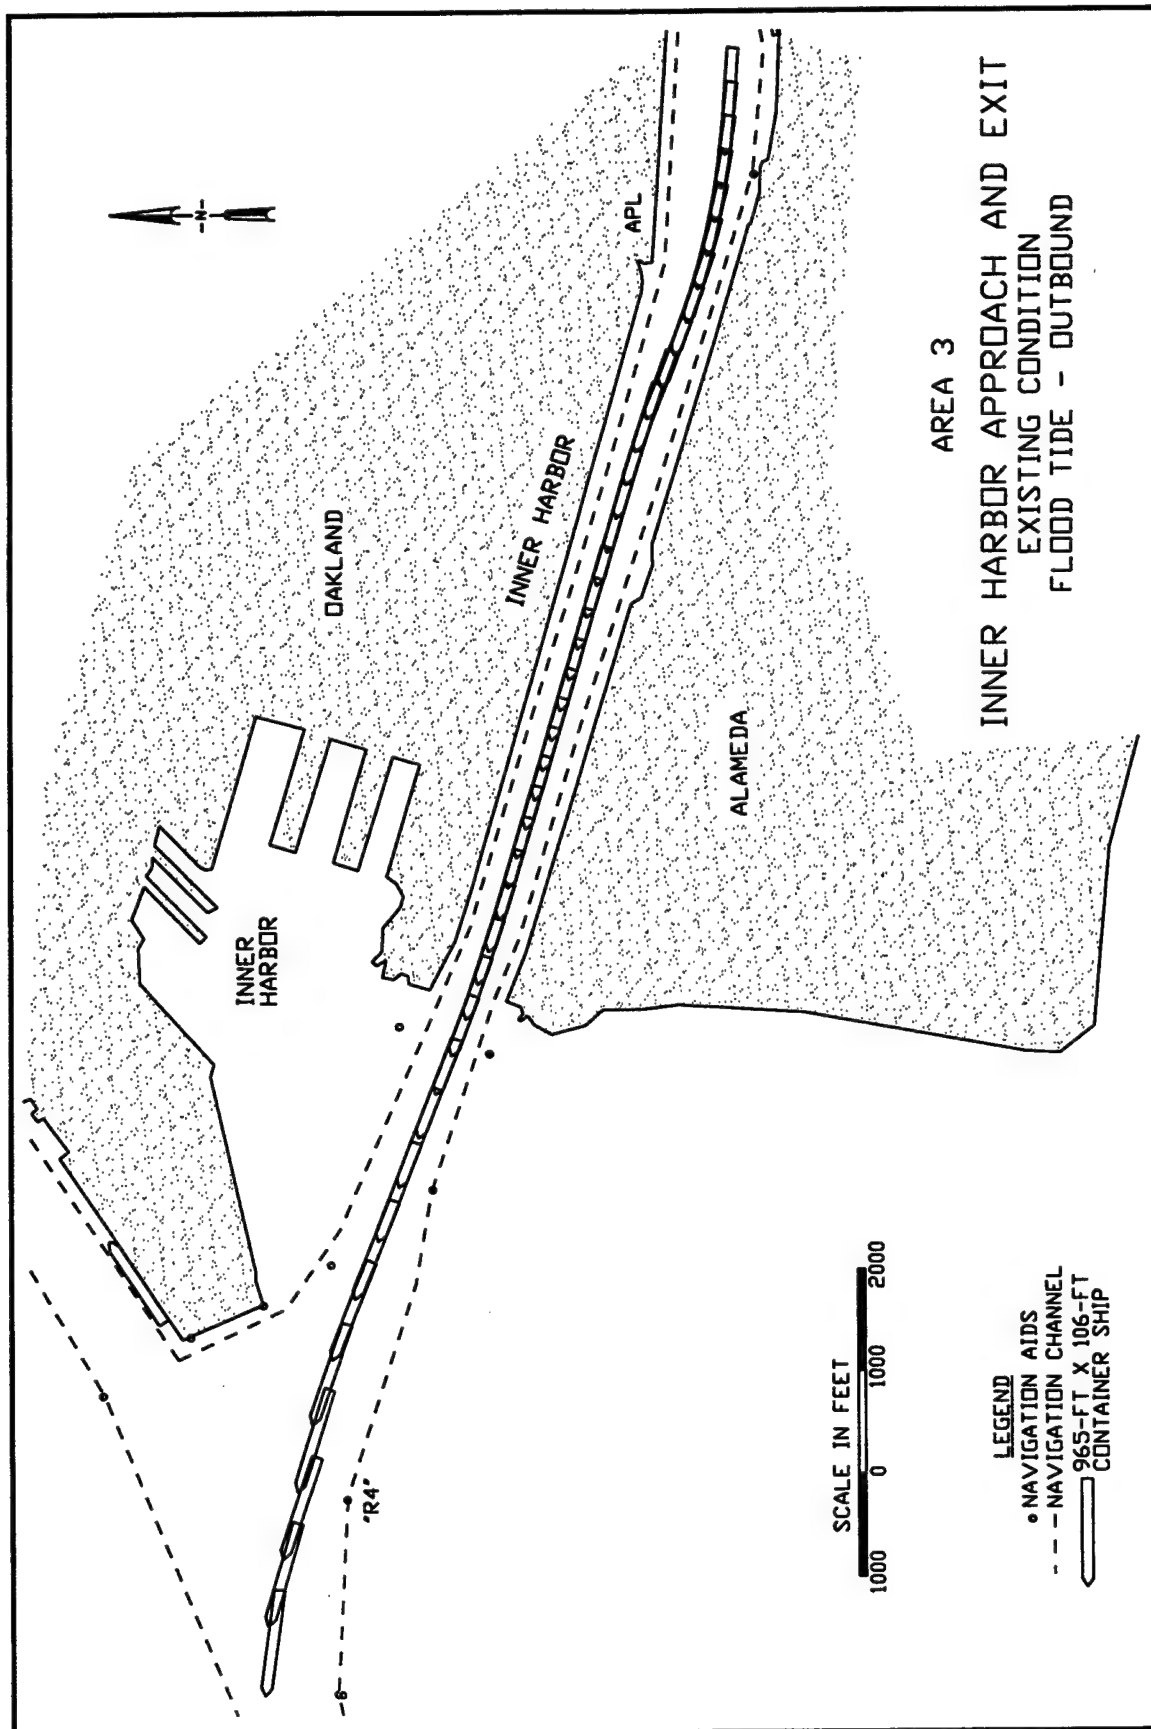 -N-
APL
OAKLAND
INNER HARBOR
INNER
HARBOR
ALAMEDA
"R4"
AREA 3
INNER HARBOR APPROACH AND EXIT
EXISTING CONDITION
FLOOD TIDE - OUTBOUND
SCALE IN FEET
1000 0 1000 2000
LEGEND
NAVIGATION AIDS
NAVIGATION CHANNEL
965-FT X 106-FT
CONTAINER SHIP